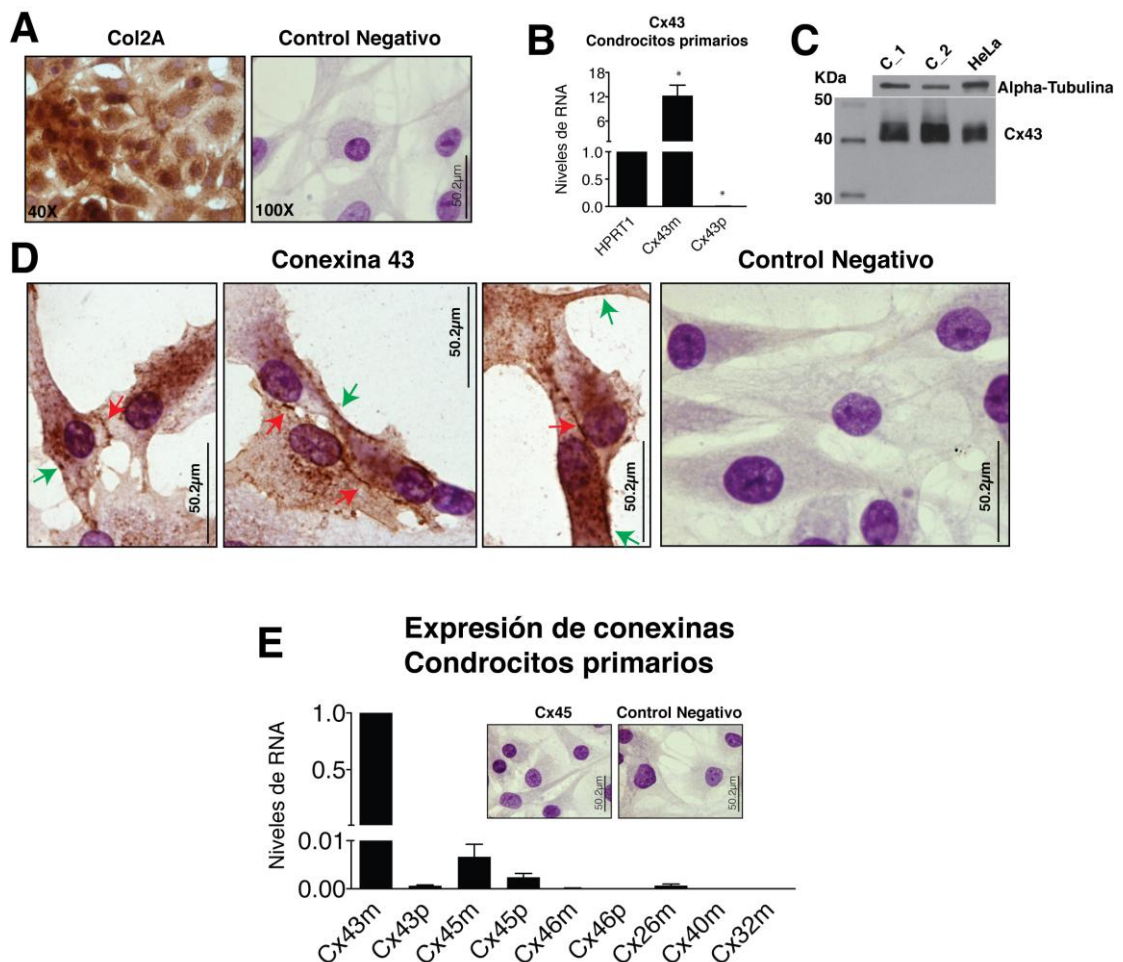 A
Col2A
Control Negativo
40X
100X
50.2µm
B
Cx43
Condrocitos primarios
Niveles de RNA
18
12
6
1.0
0.5
0.0
*
*
HPRT1
Cx43m
Cx43p
C
C_1
C_2
HeLa
KDa
Alpha-Tubulina
50
40
30
Cx43
D
Conexina 43
Control Negativo
50.2µm
50.2µm
50.2µm
50.2µm
E
Expresión de conexinas
Condrocitos primarios
Niveles de RNA
1.0
0.5
0.01
0.00
Cx45
Control Negativo
50.2µm
50.2µm
Cx43m
Cx43p
Cx45m
Cx45p
Cx46m
Cx46p
Cx26m
Cx40m
Cx32m